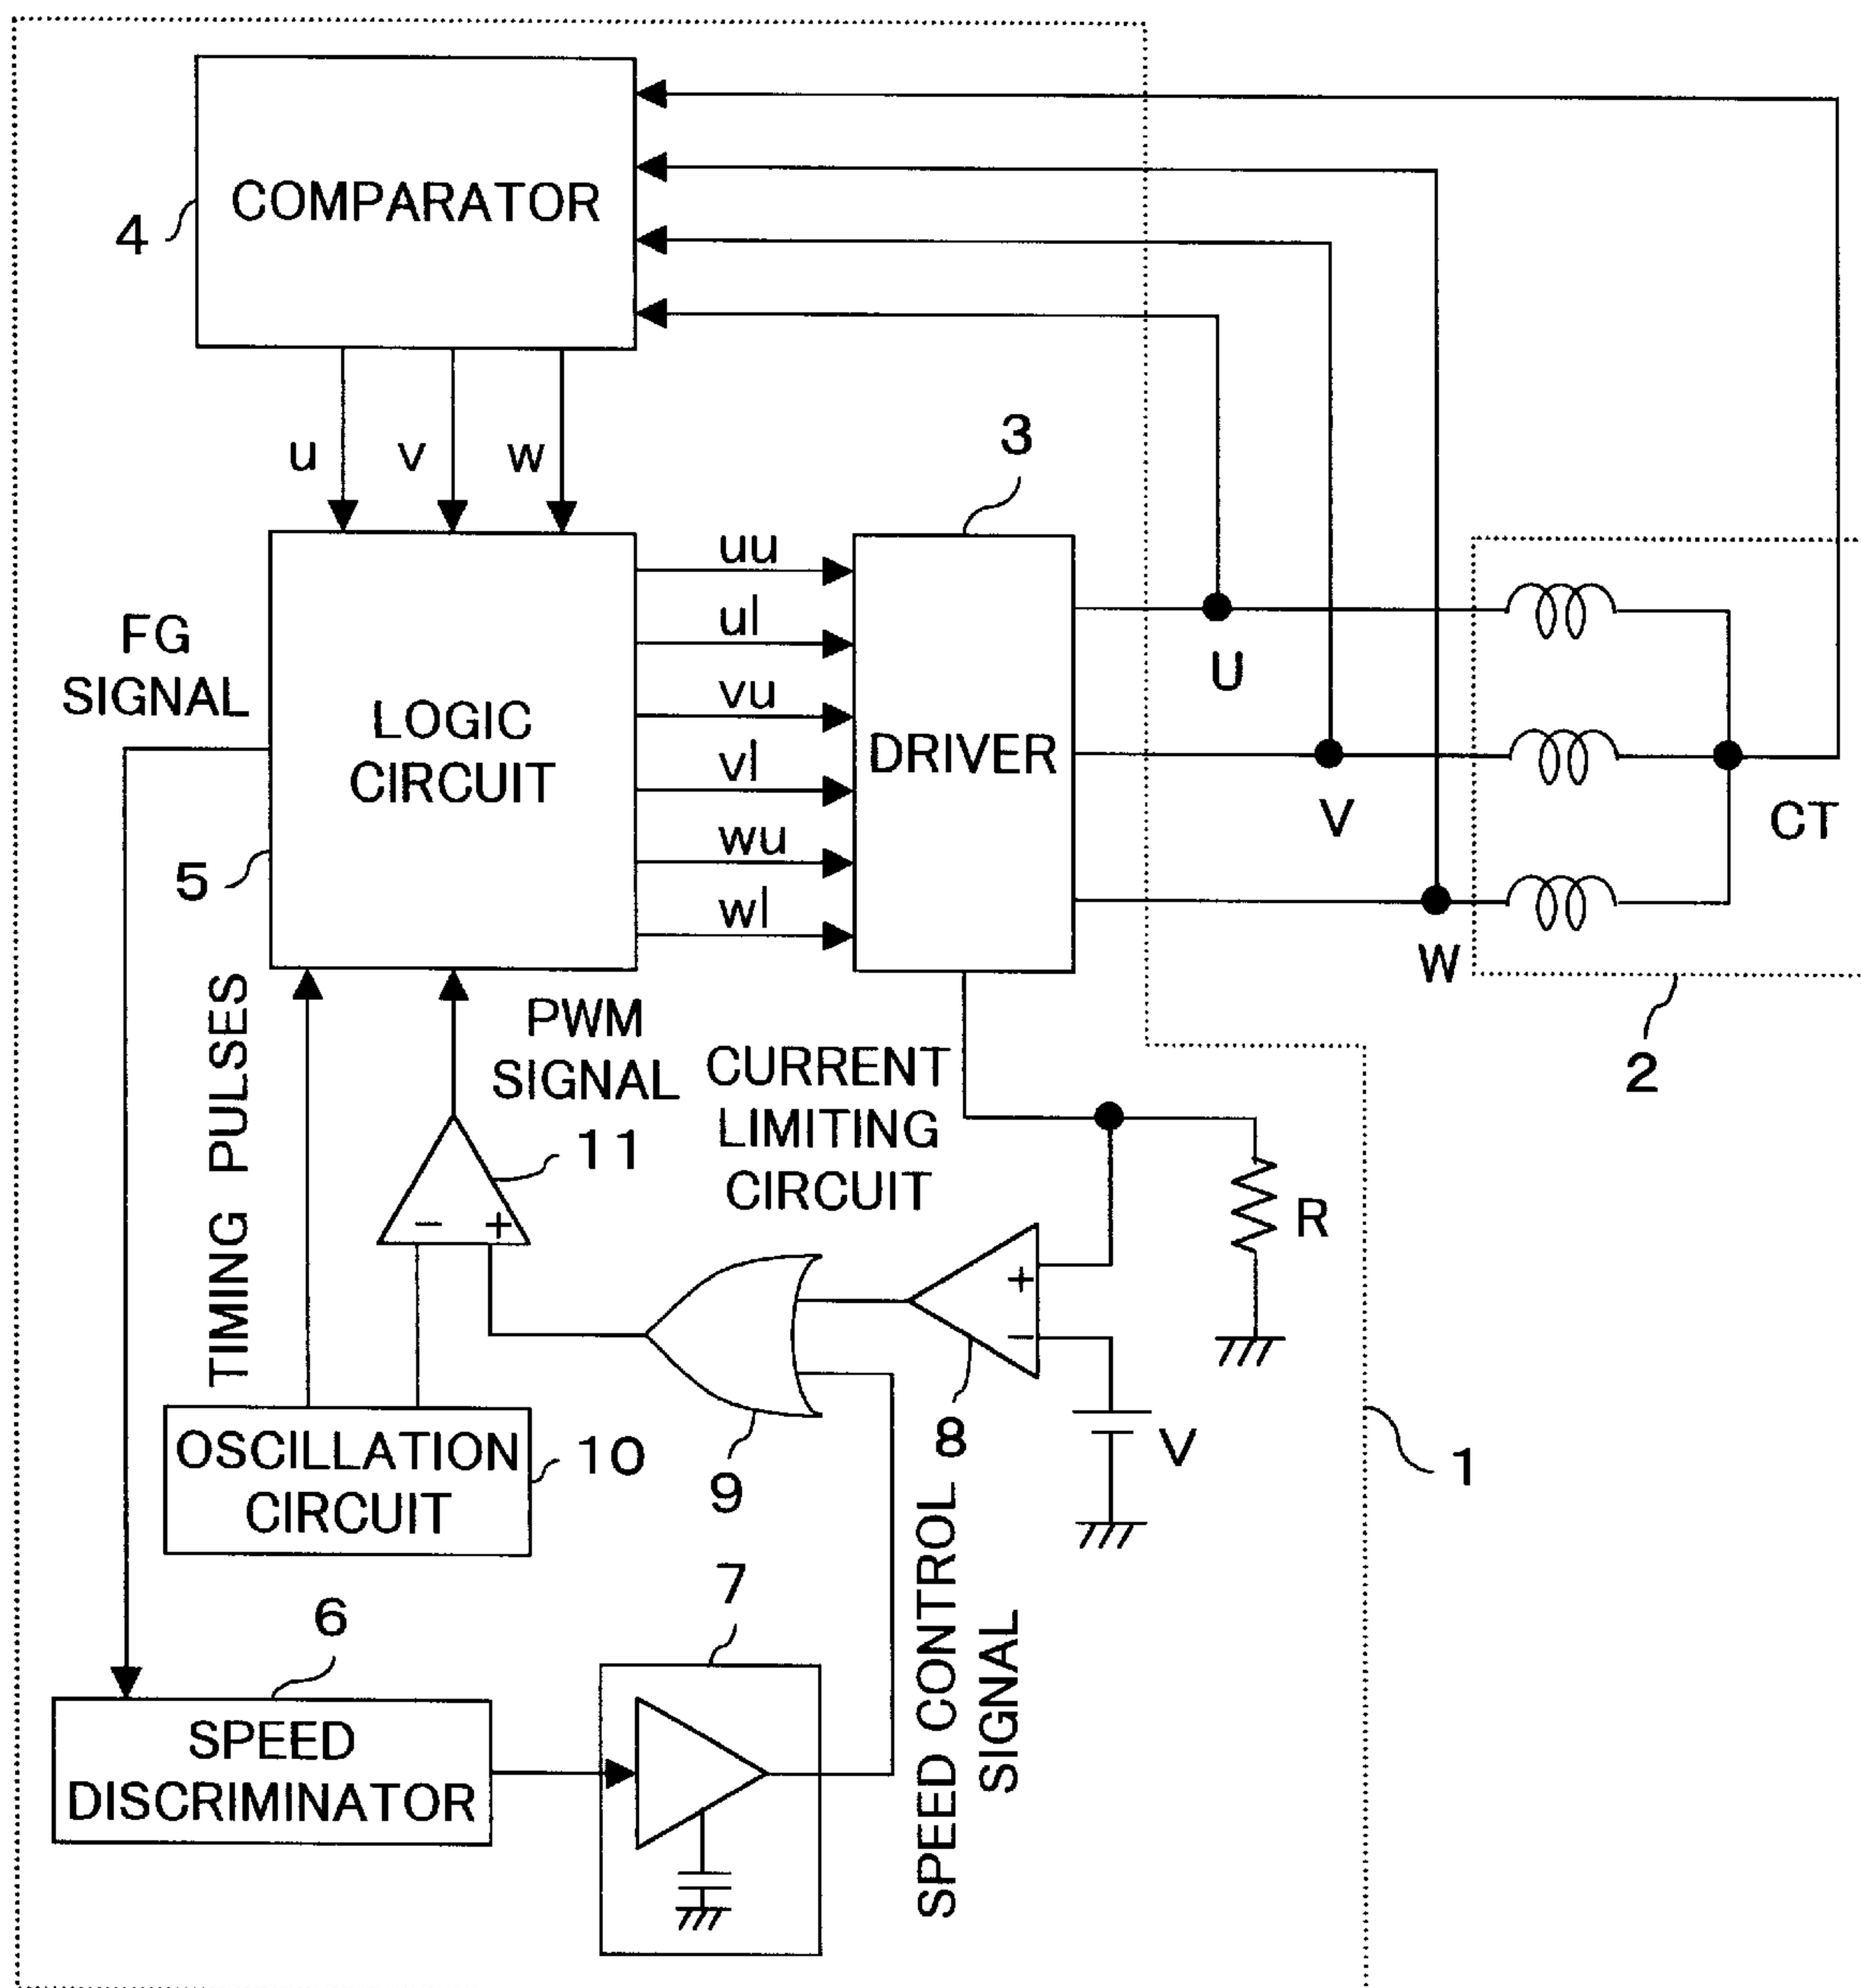 COMPARATOR
4
u
v
w
3
uu
ul
vu
vl
wu
wl
FG
SIGNAL
LOGIC
CIRCUIT
5
DRIVER
U
V
W
CT
2
TIMING PULSES
PWM
SIGNAL
CURRENT
LIMITING
CIRCUIT
11
−
+
R
+
−
8
9
V
1
OSCILLATION
CIRCUIT
10
7
6
SPEED
DISCRIMINATOR
SPEED CONTROL
SIGNAL